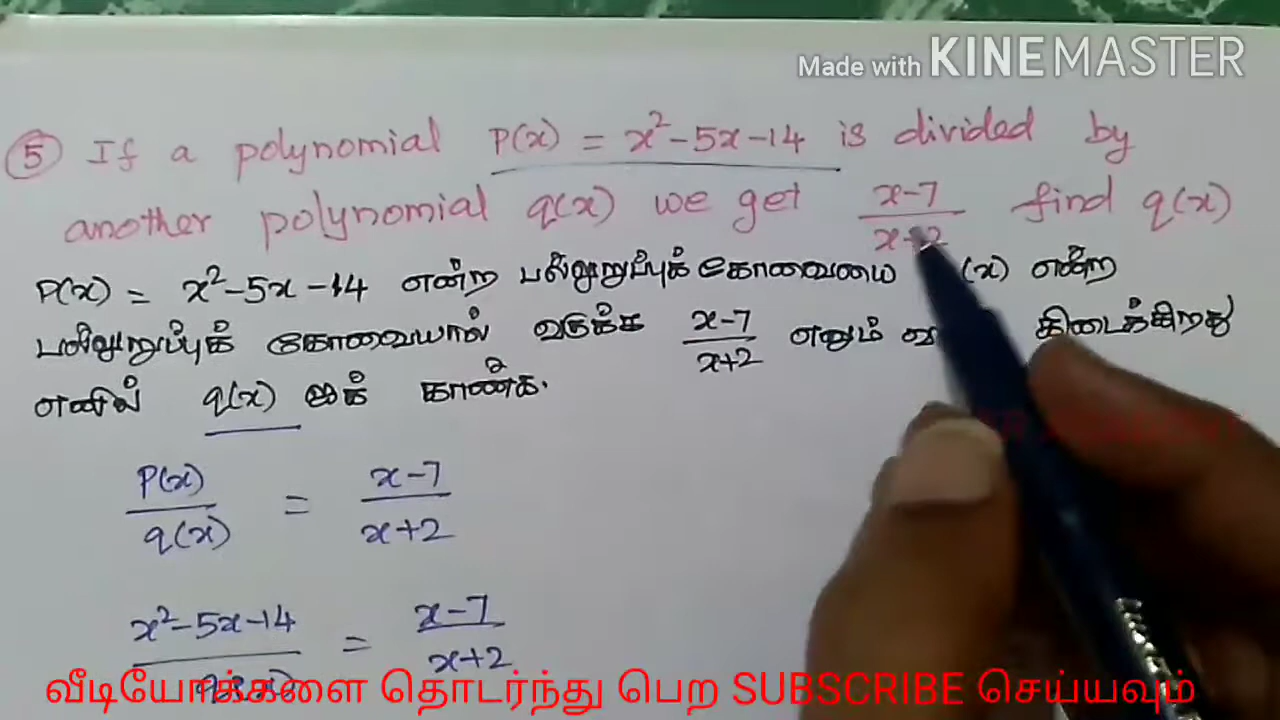 Made with KINEMASTER
⑤ If a polynomial P(x) = x² - 5x - 14 is divided by
another polynomial q(x) we get x-7/x+2 find q(x)
P(x) = x² - 5x - 14 என்ற பல்லுறுப்புக் கோவையை (x) என்ற
பல்லுறுப்புக் கோவையால் வகுக்க x-7/x+2 எனும் கிடைக்கிறது
எனில் q(x) ஐக் காண்க.
P(x)/q(x) = x-7/x+2
x² - 5x - 14/q(x) = x-7/x+2
வீடியோக்களை தொடர்ந்து பெற SUBSCRIBE செய்யவும்